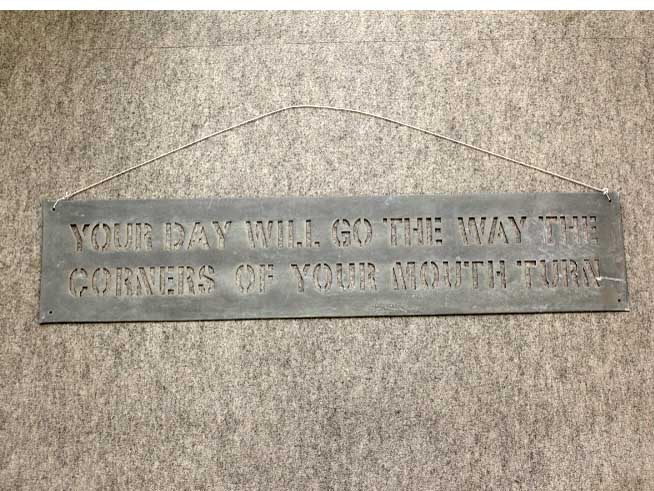 YOUR DAY WILL GO THE WAY THE
CORNERS OF YOUR MOUTH TURN